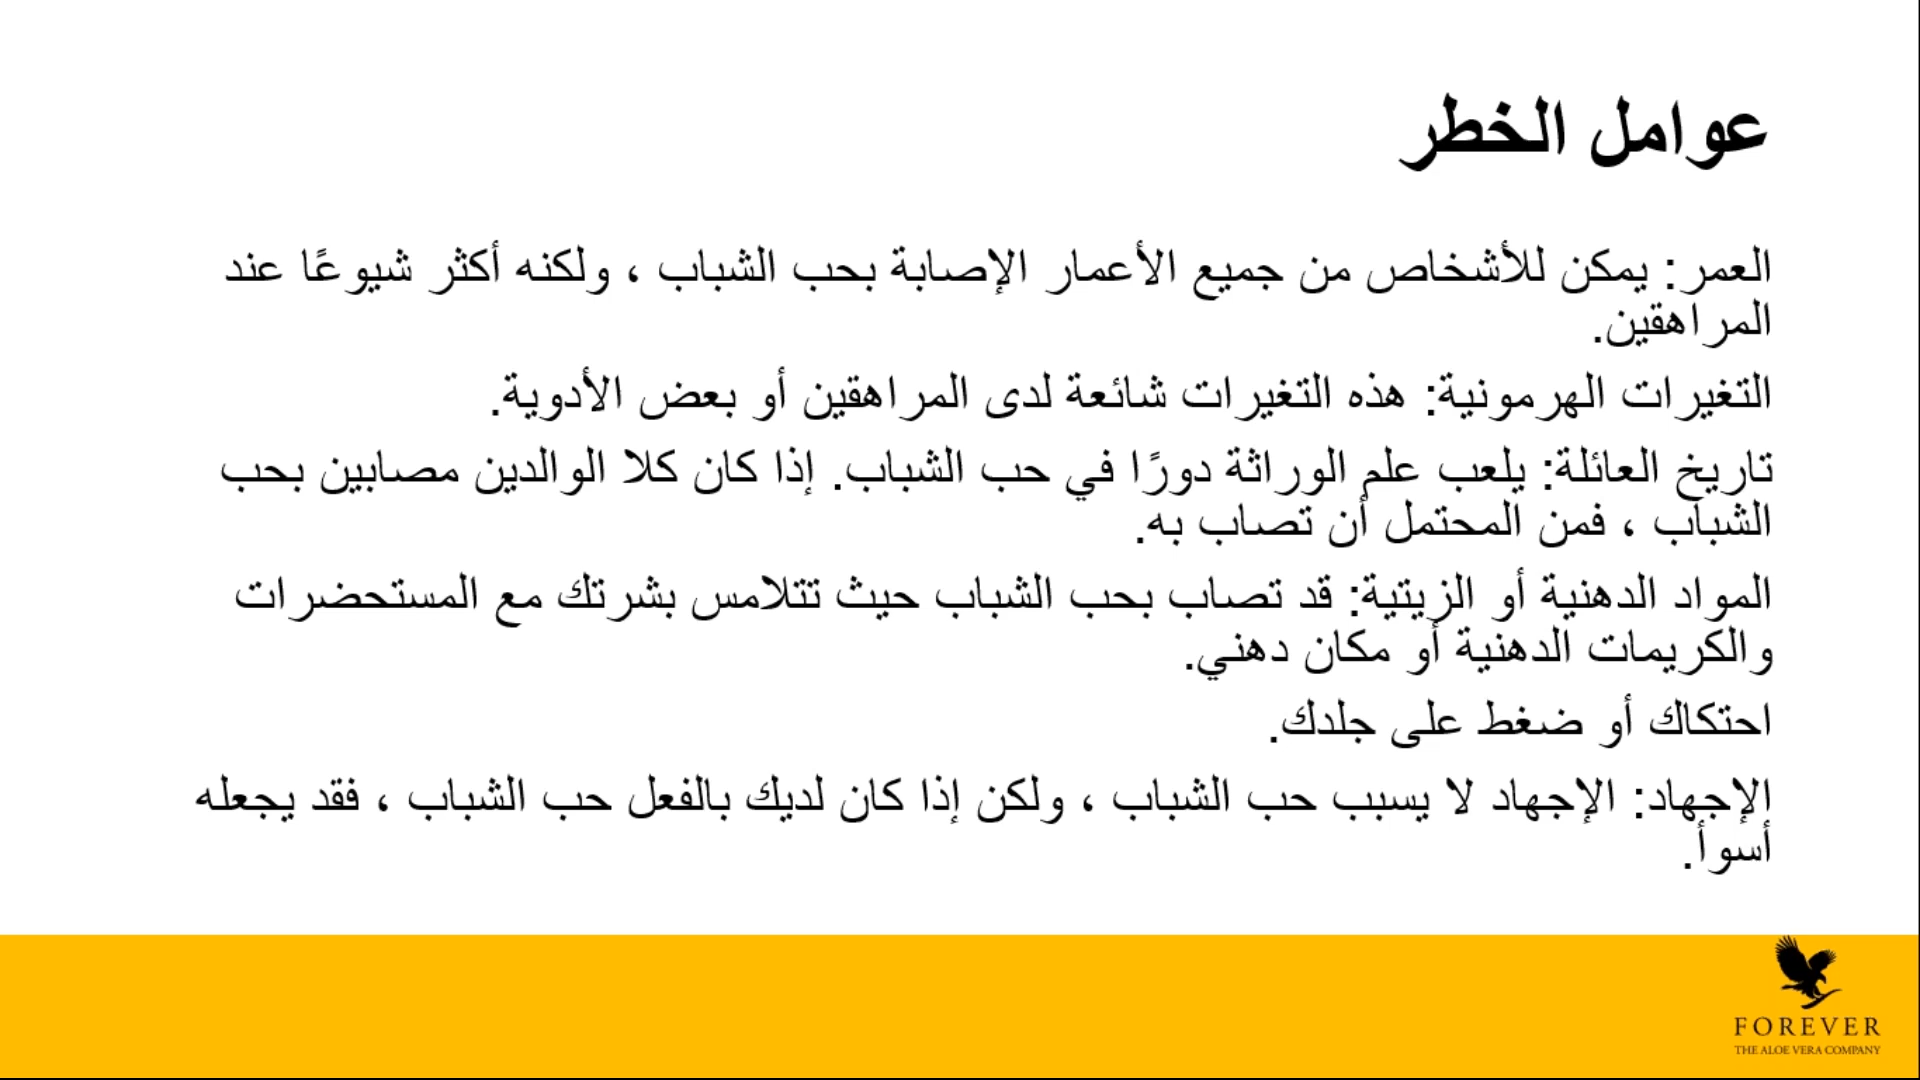 عوامل الخطر
العمر: يمكن للأشخاص من جميع الأعمار الإصابة بحب الشباب ، ولكنه أكثر شيوعًا عند
المراهقين.
التغيرات الهرمونية: هذه التغيرات شائعة لدى المراهقين أو بعض الأدوية.
تاريخ العائلة: يلعب علم الوراثة دورًا في حب الشباب. إذا كان كلا الوالدين مصابين بحب
الشباب ، فمن المحتمل أن تصاب به.
المواد الدهنية أو الزيتية: قد تصاب بحب الشباب حيث تتلامس بشرتك مع المستحضرات
والكريمات الدهنية أو مكان دهني.
احتكاك أو ضغط على جلدك.
الإجهاد: الإجهاد لا يسبب حب الشباب ، ولكن إذا كان لديك بالفعل حب الشباب ، فقد يجعله
أسوأ.
FOREVER
THE ALOE VERA COMPANY